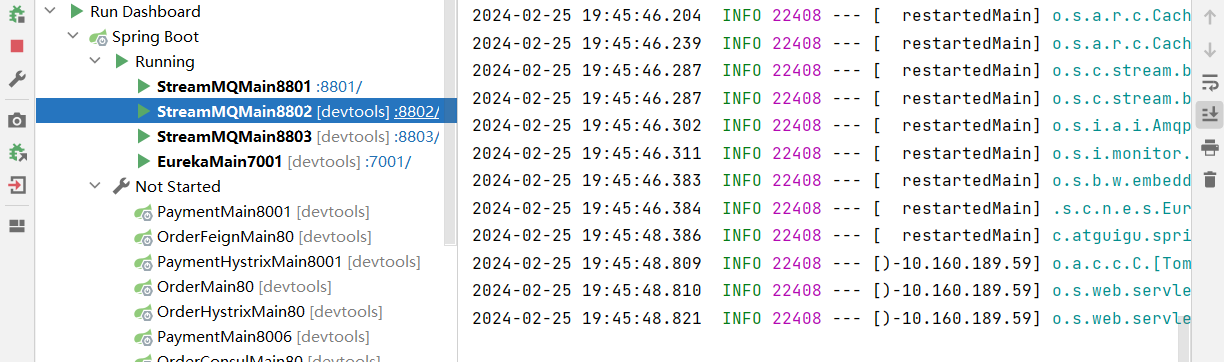 Run Dashboard
Spring Boot
Running
StreamMQMain8801 :8801/
StreamMQMain8802 [devtools] :8802/
StreamMQMain8803 [devtools] :8803/
EurekaMain7001 [devtools] :7001/
Not Started
PaymentMain8001 [devtools]
OrderFeignMain80 [devtools]
PaymentHystrixMain8001 [devtools]
OrderMain80 [devtools]
OrderHystrixMain80 [devtools]
PaymentMain8006 [devtools]
OrderConsulMain80 [devtools]
2024-02-25 19:45:46.204  INFO 22408 --- [  restartedMain] o.s.a.r.c.Cach
2024-02-25 19:45:46.239  INFO 22408 --- [  restartedMain] o.s.a.r.c.Cach
2024-02-25 19:45:46.287  INFO 22408 --- [  restartedMain] o.s.c.stream.b
2024-02-25 19:45:46.287  INFO 22408 --- [  restartedMain] o.s.c.stream.b
2024-02-25 19:45:46.302  INFO 22408 --- [  restartedMain] o.s.i.a.i.Amqp
2024-02-25 19:45:46.311  INFO 22408 --- [  restartedMain] o.s.i.monitor.
2024-02-25 19:45:46.383  INFO 22408 --- [  restartedMain] o.s.b.w.embedd
2024-02-25 19:45:46.384  INFO 22408 --- [  restartedMain] .s.c.n.e.s.Eur
2024-02-25 19:45:48.386  INFO 22408 --- [  restartedMain] c.atguigu.spri
2024-02-25 19:45:48.809  INFO 22408 --- [)-10.160.189.59] o.a.c.c.C.[Tom
2024-02-25 19:45:48.810  INFO 22408 --- [)-10.160.189.59] o.s.web.servle
2024-02-25 19:45:48.821  INFO 22408 --- [)-10.160.189.59] o.s.web.servle